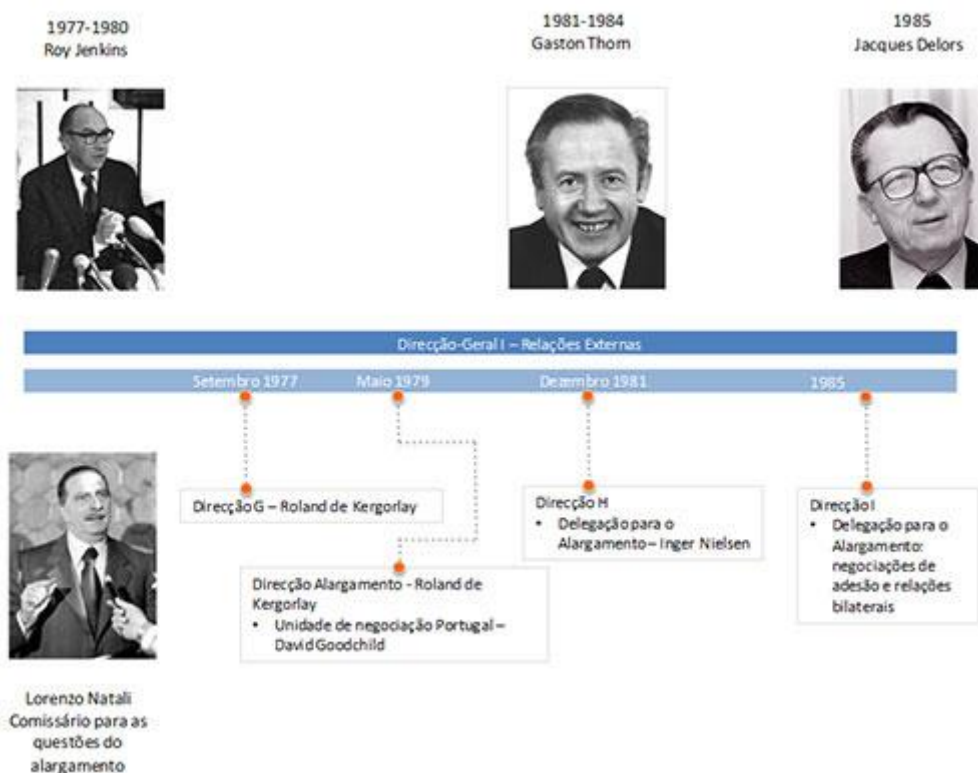 1977-1980
Roy Jenkins
1981-1984
Gaston Thorn
1985
Jacques Delors
Direcção-Geral I – Relações Externas
Setembro 1977
Maio 1979
Dezembro 1981
1985
Direcção G – Roland de Kergorlay
Direcção Alargamento - Roland de
Kergorlay
• Unidade de negociação Portugal –
David Goodchild
Direcção H
• Delegação para o
Alargamento – Inger Nielsen
Direcção I
• Delegação para o
Alargamento:
negociações de
adesão e relações
bilaterais
Lorenzo Natali
Comissário para as
questões do
alargamento